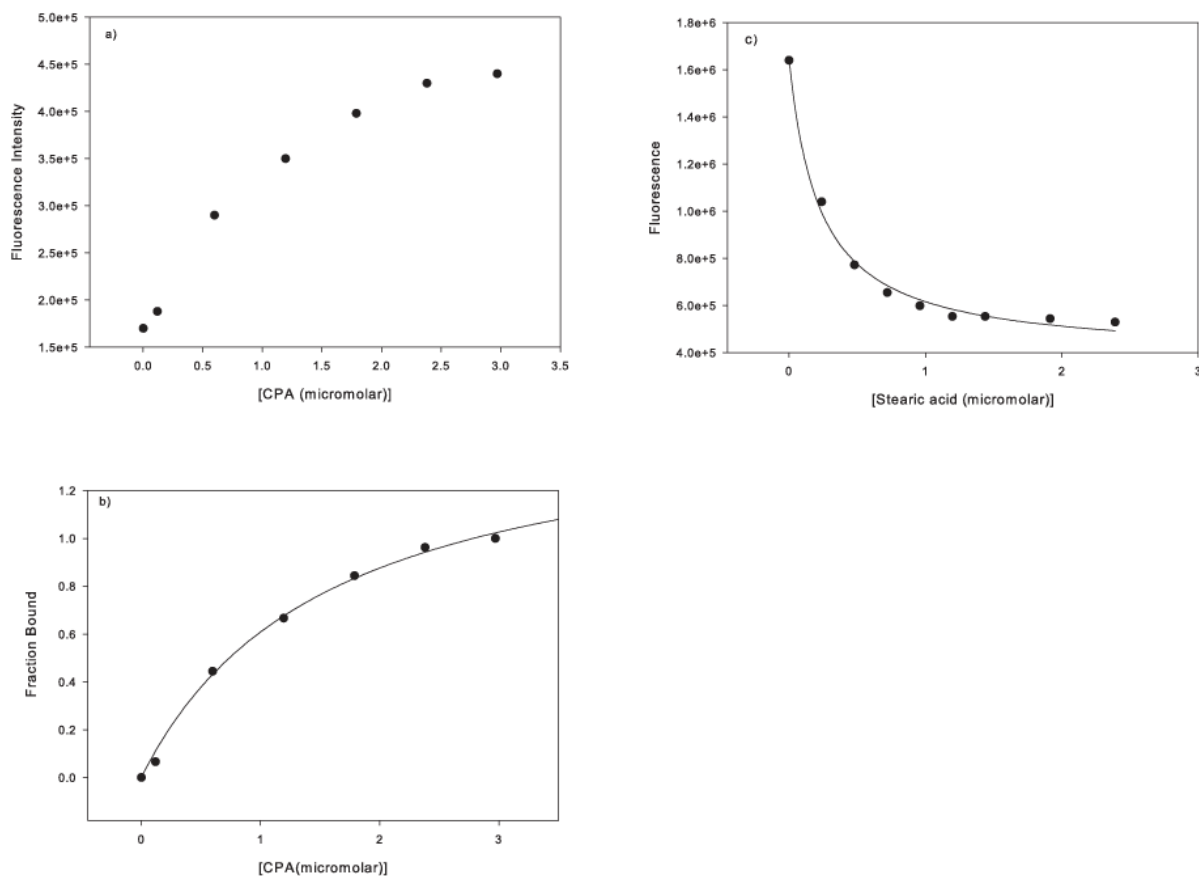 a)
5.0e+5
4.5e+5
4.0e+5
3.5e+5
3.0e+5
2.5e+5
2.0e+5
1.5e+5
Fluorescence Intensity
0.0 0.5 1.0 1.5 2.0 2.5 3.0 3.5
[CPA (micromolar)]
c)
1.8e+6
1.6e+6
1.4e+6
1.2e+6
1.0e+6
8.0e+5
6.0e+5
4.0e+5
Fluorescence
0 1 2 3
[Stearic acid (micromolar)]
b)
1.2
1.0
0.8
0.6
0.4
0.2
0.0
Fraction Bound
0 1 2 3
[CPA(micromolar)]